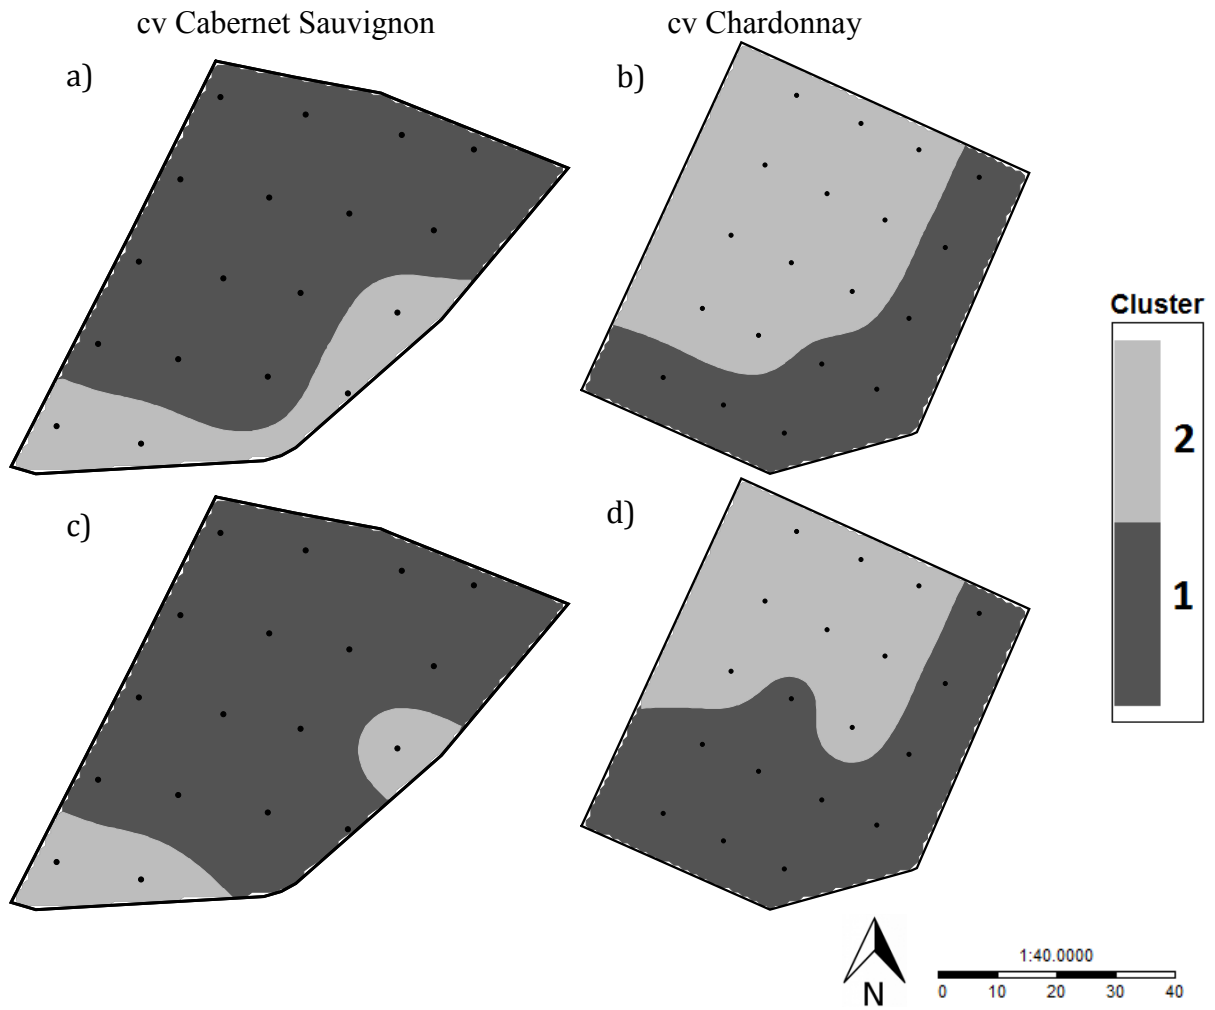 cv Cabernet Sauvignon
cv Chardonnay
a)
b)
Cluster
2
1
c)
d)
N
1:40.0000
0 10 20 30 40